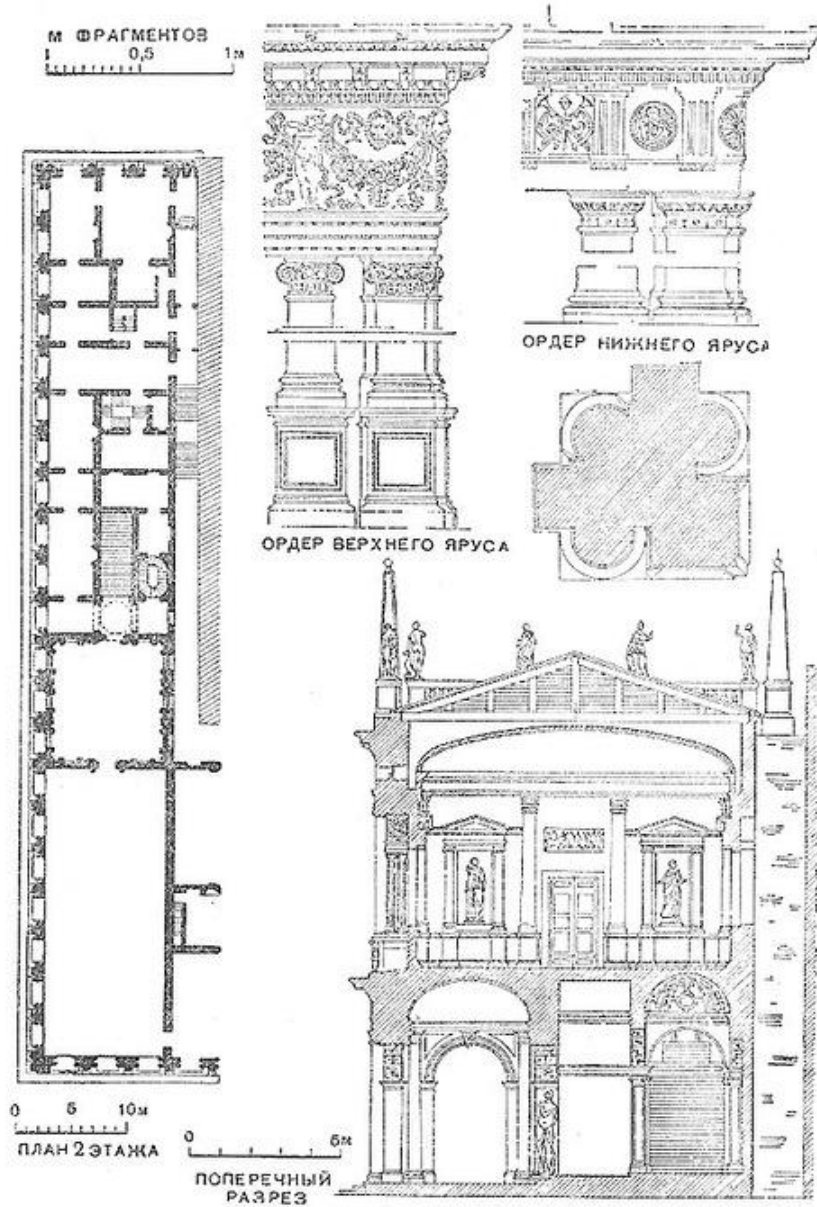 М ФРАГМЕНТОВ
0,5 1м
ОРДЕР НИЖНЕГО ЯРУСА
ОРДЕР ВЕРХНЕГО ЯРУСА
0 5 10м
ПЛАН 2 ЭТАЖА
0 5м
ПОПЕРЕЧНЫЙ
РАЗРЕЗ